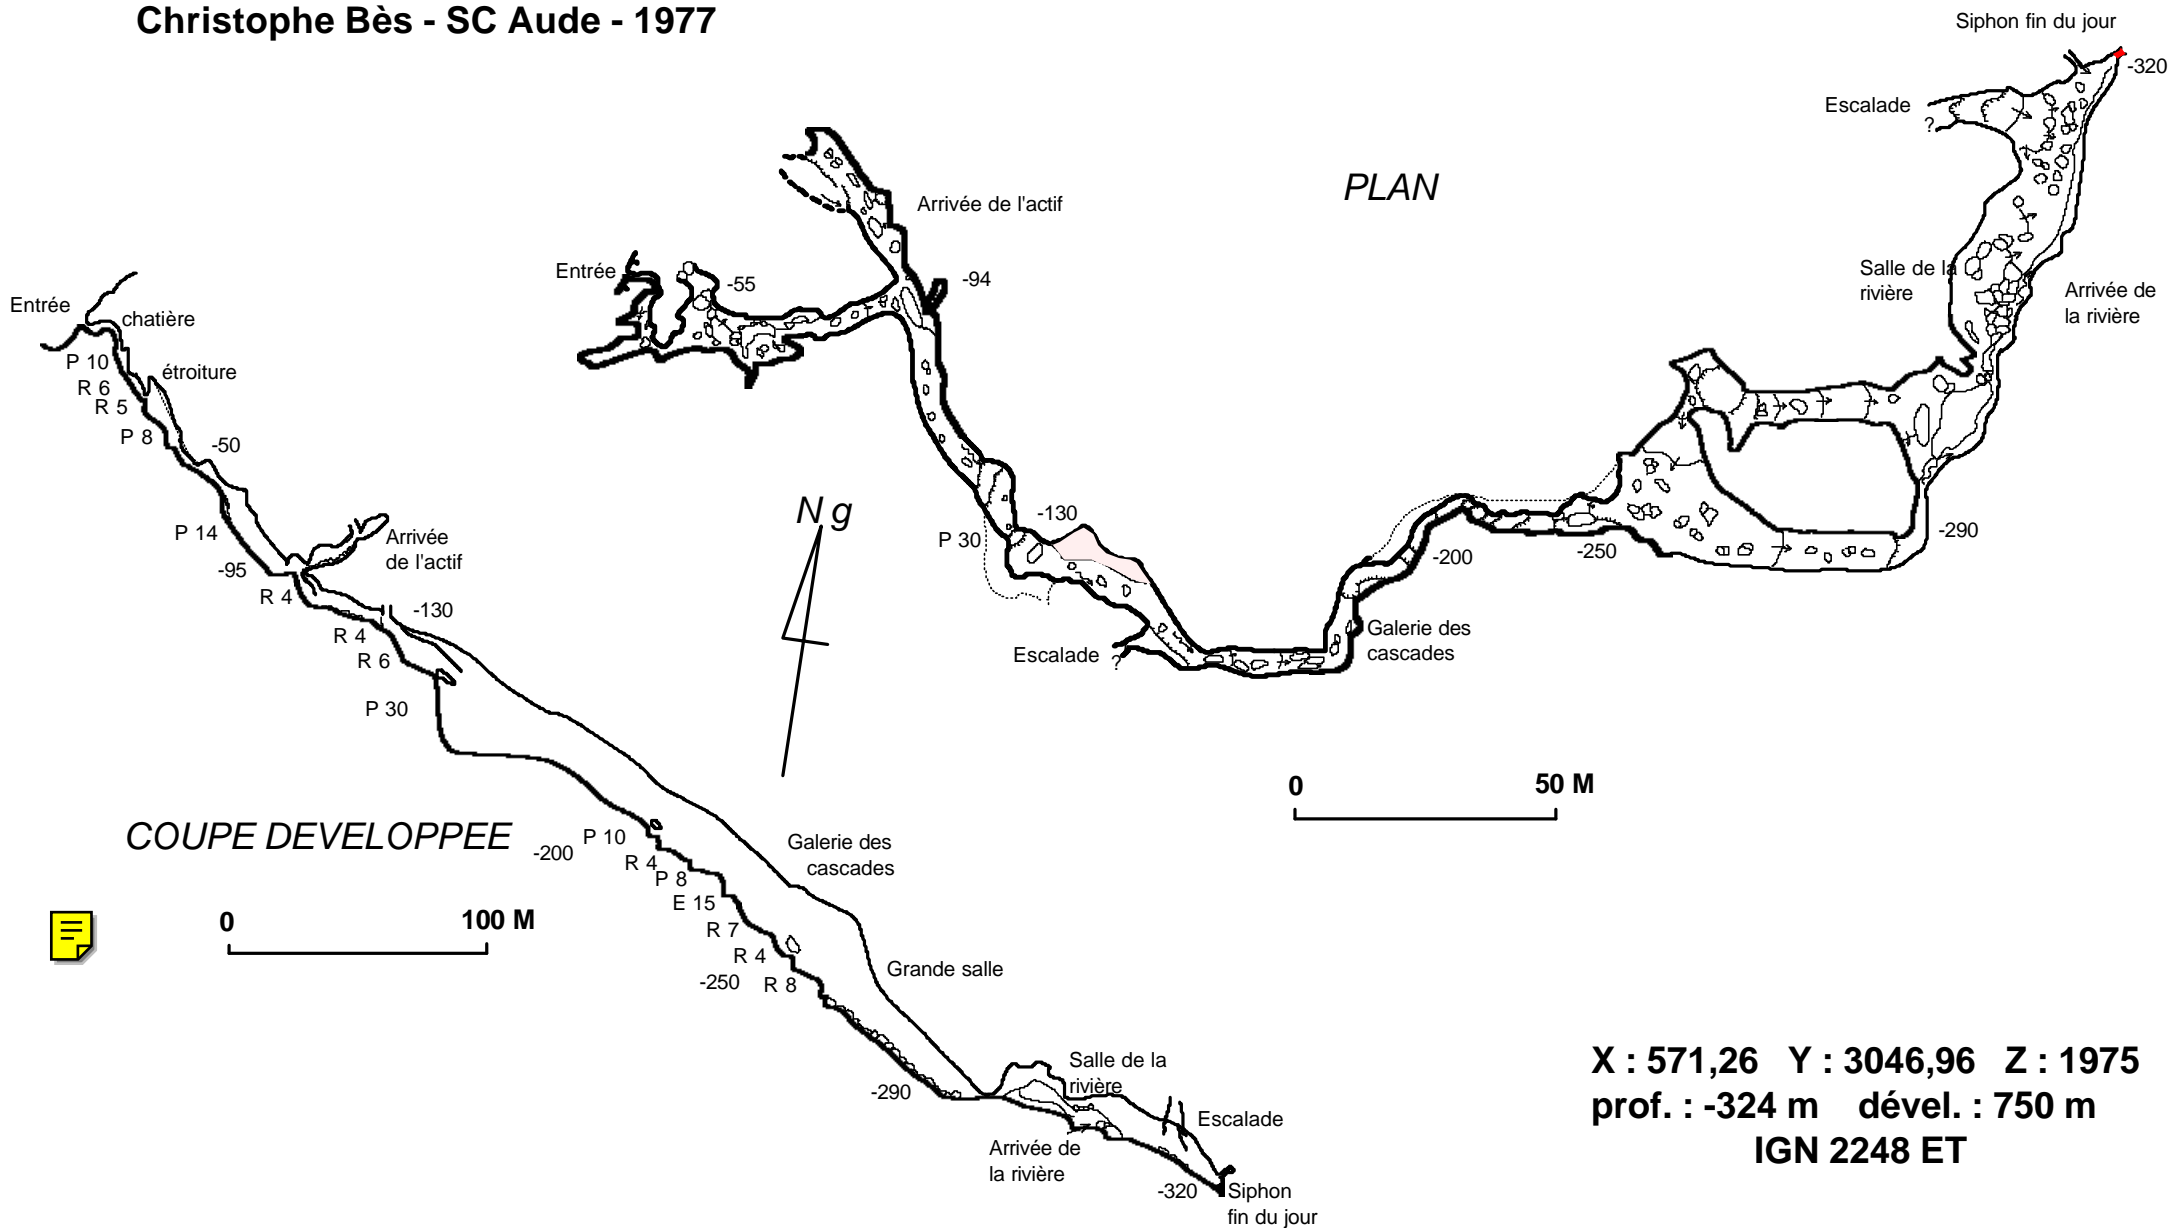 Christophe Bès - SC Aude - 1977
Siphon fin du jour
-320
Escalade
?
PLAN
Arrivée de l'actif
Entrée
-55
-94
Salle de la
rivière
Arrivée de
la rivière
N g
-130
P 30
-200
-250
-290
Escalade
?
Galerie des
cascades
0
50 M
Entrée
chatière
P 10
étroiture
R 6
R 5
P 8
-50
P 14
Arrivée
de l'actif
-95
R 4
-130
R 4
R 6
P 30
COUPE DEVELOPPEE
-200
P 10
R 4
P 8
E 15
R 7
R 4
-250
R 8
Galerie des
cascades
0
100 M
Grande salle
-290
Salle de la
rivière
Escalade
Arrivée de
la rivière
-320
Siphon
fin du jour
X : 571,26 Y : 3046,96 Z : 1975
prof. : -324 m dével. : 750 m
IGN 2248 ET